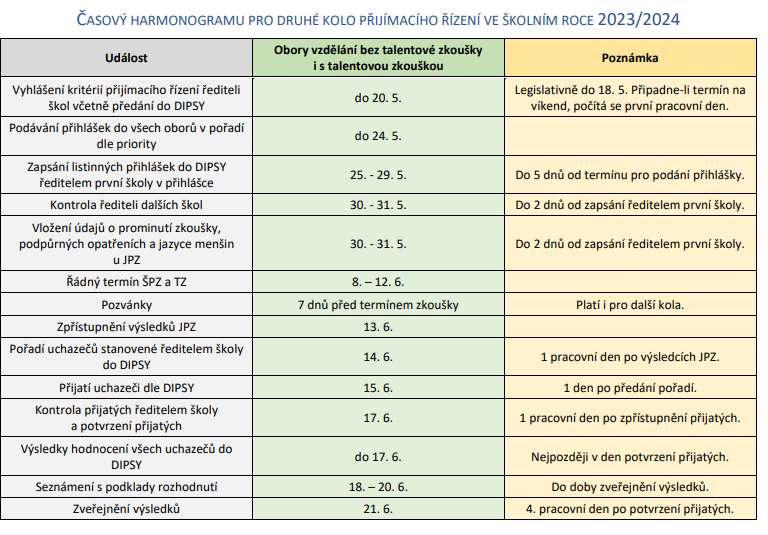 Časový harmonogramu pro druhé kolo přijímacího řízení ve školním roce 2023/2024
Událost
Obory vzdělání bez talentové zkoušky
i s talentovou zkouškou
Poznámka
Vyhlášení kritérií přijímacího řízení řediteli
škol včetně předání do DIPSY
do 20. 5.
Legislativně do 18. 5. Připadne-li termín na
víkend, počítá se první pracovní den.
Podávání přihlášek do všech oborů v pořadí
dle priority
do 24. 5.
Zapsání listinných přihlášek do DIPSY
ředitelem první školy v přihlášce
25. - 29. 5.
Do 5 dnů od termínu pro podání přihlášky.
Kontrola řediteli dalších škol
30. - 31. 5.
Do 2 dnů od zapsání ředitelem první školy.
Vložení údajů o prominutí zkoušky,
podpůrných opatřeních a jazyce menšin
u JPZ
30. - 31. 5.
Do 2 dnů od zapsání ředitelem první školy.
Řádný termín ŠPZ a TZ
8. – 12. 6.
Pozvánky
7 dnů před termínem zkoušky
Platí i pro další kola.
Zpřístupnění výsledků JPZ
13. 6.
Pořadí uchazečů stanovené ředitelem školy
do DIPSY
14. 6.
1 pracovní den po výsledcích JPZ.
Přijatí uchazeči dle DIPSY
15. 6.
1 den po předání pořadí.
Kontrola přijatých ředitelem školy
a potvrzení přijatých
17. 6.
1 pracovní den po zpřístupnění přijatých.
Výsledky hodnocení všech uchazečů do
DIPSY
do 17. 6.
Nejpozději v den potvrzení přijatých.
Seznámení s podklady rozhodnutí
18. – 20. 6.
Do doby zveřejnění výsledků.
Zveřejnění výsledků
21. 6.
4. pracovní den po potvrzení přijatých.